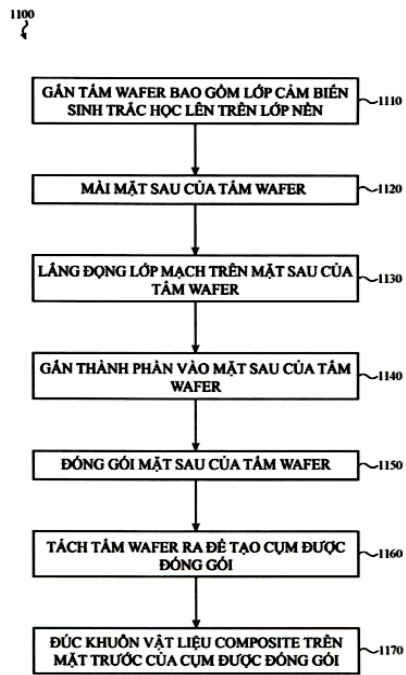 1100
GẮN TẤM WAFER BAO GỒM LỚP CẢM BIẾN
SINH TRẮC HỌC LÊN TRÊN LỚP NỀN
1110
MÀI MẶT SAU CỦA TẤM WAFER
1120
LẮNG ĐỌNG LỚP MẠCH TRÊN MẶT SAU CỦA
TẤM WAFER
1130
GẮN THÀNH PHẦN VÀO MẶT SAU CỦA TẤM
WAFER
1140
ĐÓNG GÓI MẶT SAU CỦA TẤM WAFER
1150
TÁCH TẤM WAFER RA ĐỂ TẠO CỤM ĐƯỢC
ĐÓNG GÓI
1160
ĐÚC KHUÔN VẬT LIỆU COMPOSITE TRÊN
MẶT TRƯỚC CỦA CỤM ĐƯỢC ĐÓNG GÓI
1170